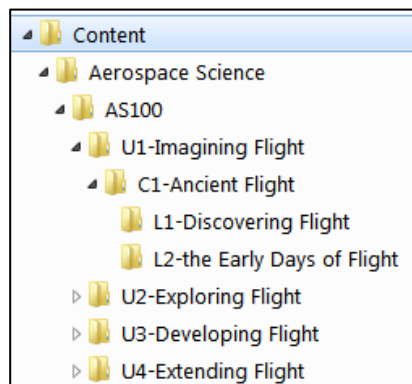 Content
Aerospace Science
AS100
U1-Imagining Flight
C1-Ancient Flight
L1-Discovering Flight
L2-the Early Days of Flight
U2-Exploring Flight
U3-Developing Flight
U4-Extending Flight